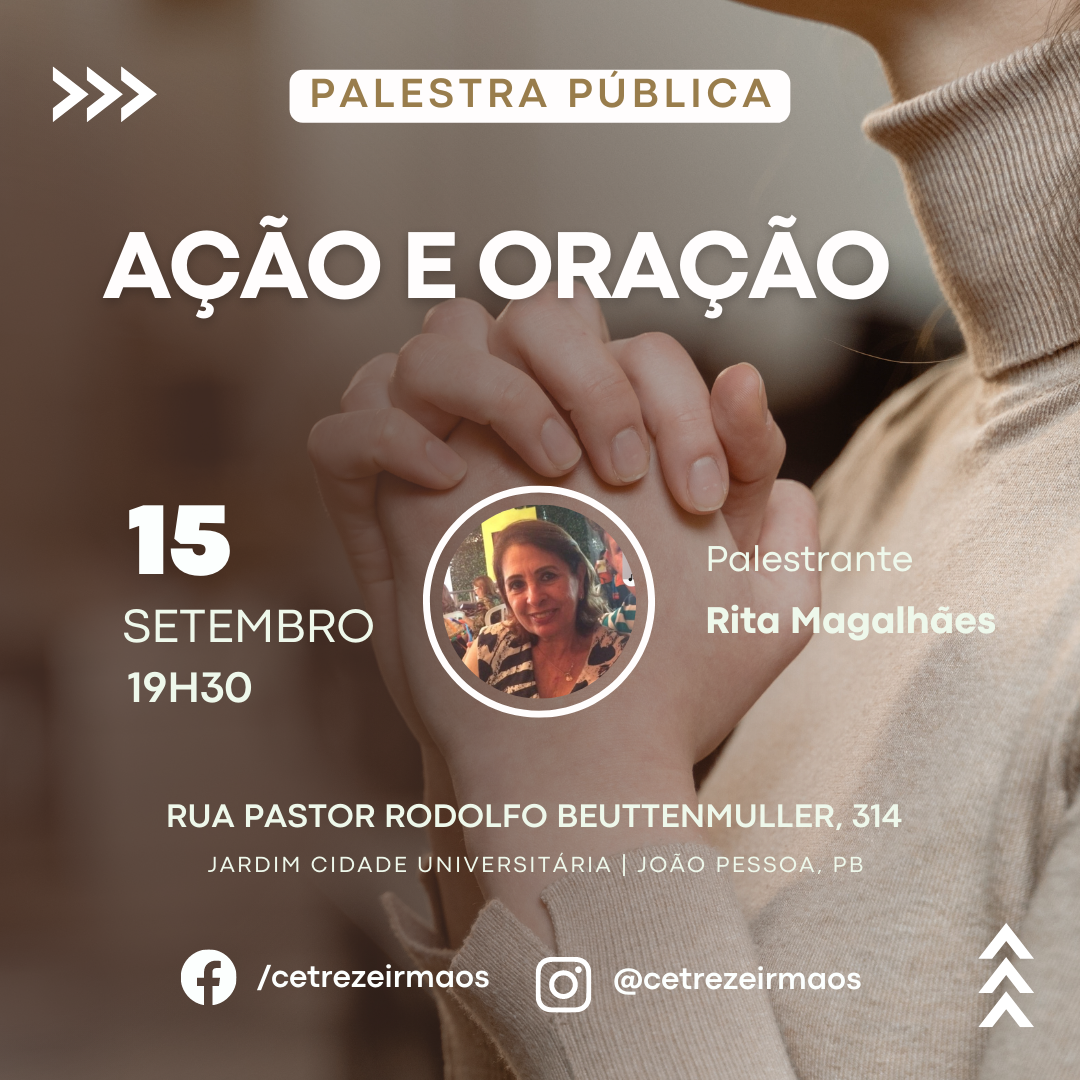 PALESTRA PÚBLICA
AÇÃO E ORAÇÃO
15
SETEMBRO
19H30
Palestrante
Rita Magalhães
RUA PASTOR RODOLFO BEUTTENMULLER, 314
JARDIM CIDADE UNIVERSITÁRIA | JOÃO PESSOA, PB
/cetrezeirmaos
@cetrezeirmaos